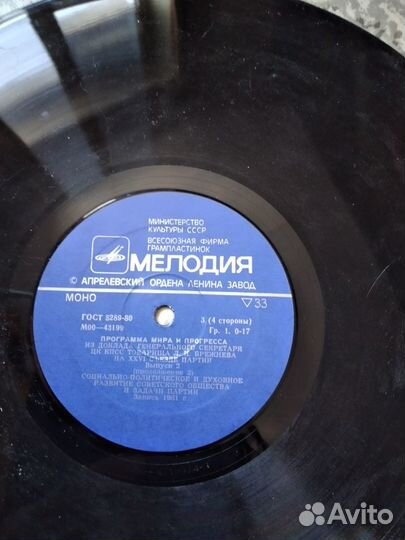 МИНИСТЕРСТВО
КУЛЬТУРЫ СССР
ВСЕСОЮЗНАЯ ФИРМА
ГРАМПЛАСТИНОК
МЕЛОДИЯ
© АПРЕЛЕВСКИЙ ОРДЕНА ЛЕНИНА ЗАВОД
МОНО ▽33
ГОСТ 5289-80 3 (4 стороны)
М00—43199 Гр. 1. 0-17
ПРОГРАММА МИРА И ПРОГРЕССА
ИЗ ДОКЛАДА ГЕНЕРАЛЬНОГО СЕКРЕТАРЯ
ЦК КПСС ТОВАРИЩА Л. И. БРЕЖНЕВА
НА XXVI СЪЕЗДЕ ПАРТИИ
Выпуск 2
(продолжение 2)
СОЦИАЛЬНО-ПОЛИТИЧЕСКОЕ И ДУХОВНОЕ
РАЗВИТИЕ СОВЕТСКОГО ОБЩЕСТВА
И ЗАДАЧИ ПАРТИИ
Запись 1981 г.
Avito